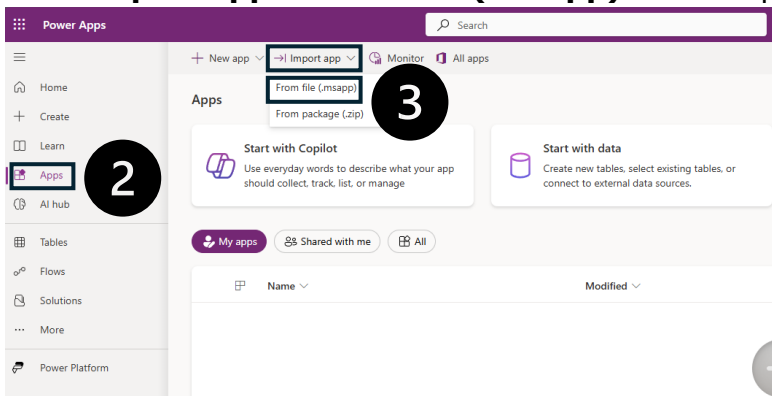 Power Apps
Search
New app
Import app
Monitor
All apps
Home
From file (.msapp)
Apps
3
Create
From package (.zip)
Learn
Start with Copilot
Start with data
Apps
2
Use everyday words to describe what your app
should collect, track, list, or manage
Create new tables, select existing tables, or
connect to external data sources.
AI hub
Tables
My apps
Shared with me
All
Flows
Name
Modified
Solutions
More
Power Platform